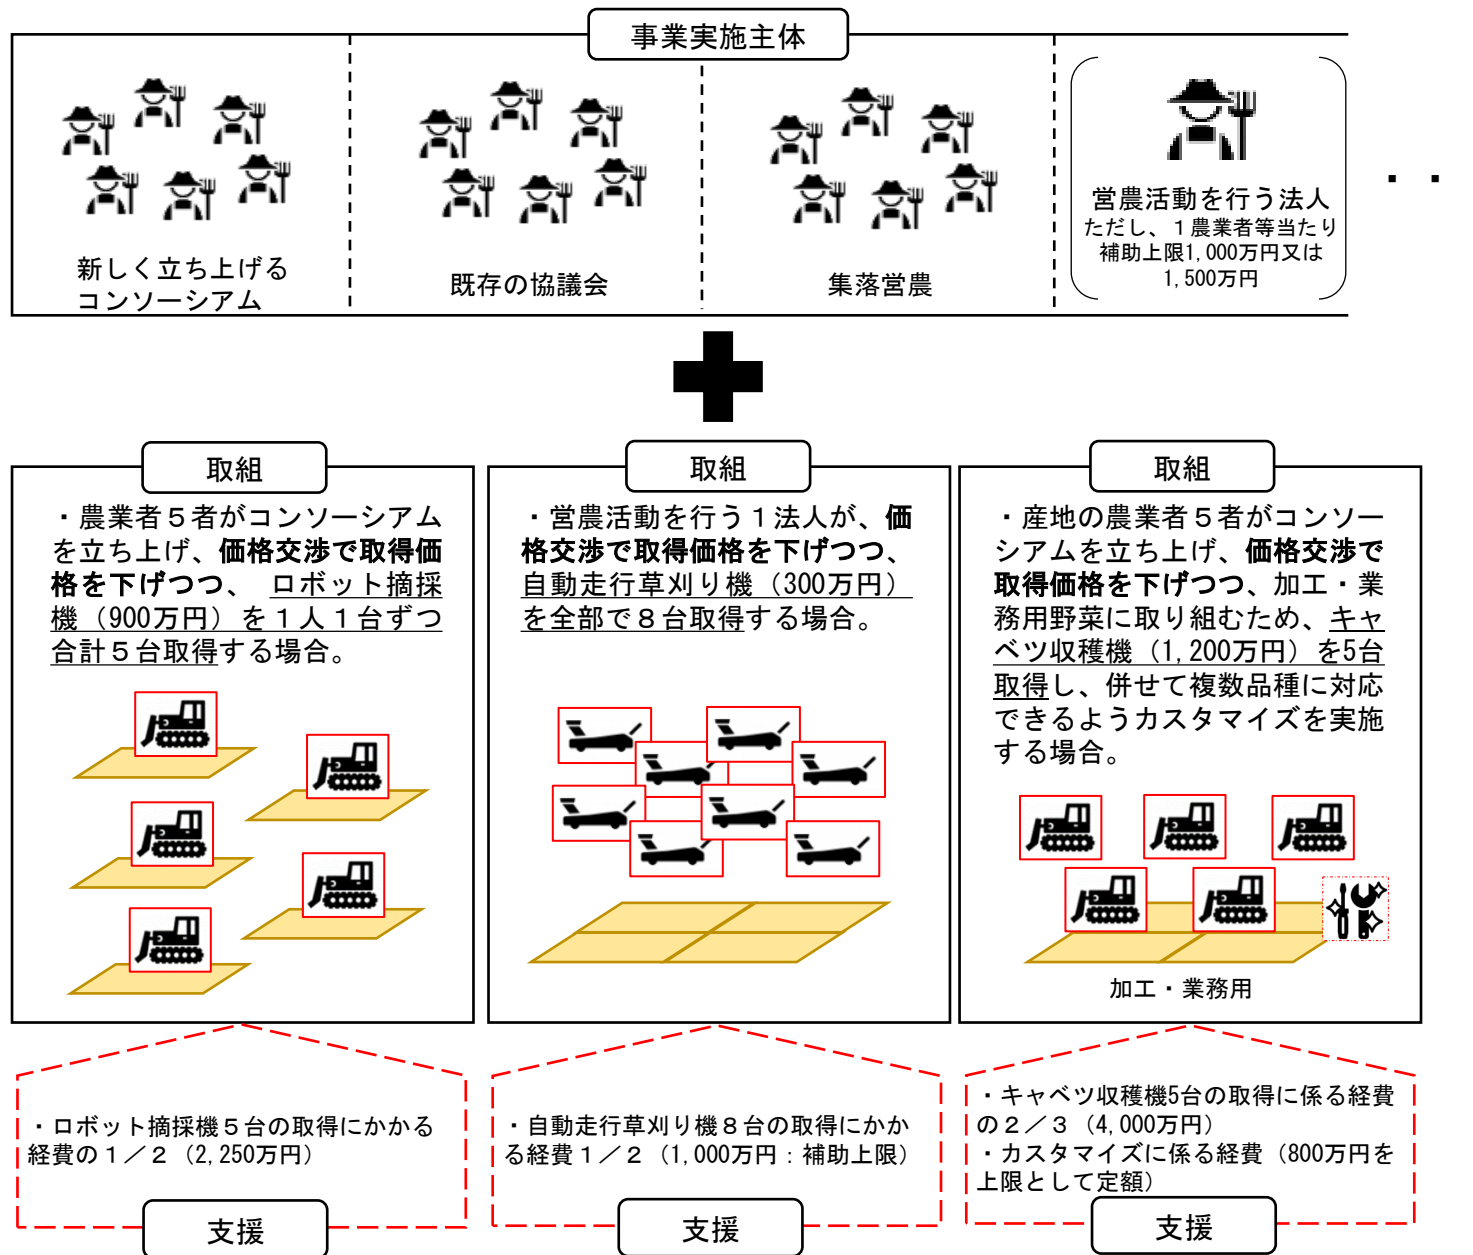 事業実施主体
新しく立ち上げる
コンソーシアム
既存の協議会
集落営農
営農活動を行う法人
ただし、１農業者等当たり
補助上限1,000万円又は
1,500万円
・・
取組
・農業者５者がコンソーシアム
を立ち上げ、価格交渉で取得価
格を下げつつ、ロボット摘採
機（900万円）を１人１台ずつ
合計５台取得する場合。
取組
・営農活動を行う１法人が、価
格交渉で取得価格を下げつつ、
自動走行草刈り機（300万円）
を全部で８台取得する場合。
取組
・産地の農業者５者がコンソー
シアムを立ち上げ、価格交渉で
取得価格を下げつつ、加工・業
務用野菜に取り組むため、キャ
ベツ収穫機（1,200万円）を5台
取得し、併せて複数品種に対応
できるようカスタマイズを実施
する場合。
加工・業務用
・ロボット摘採機５台の取得にかかる
経費の１／２（2,250万円）
支援
・自動走行草刈り機８台の取得にかか
る経費１／２（1,000万円：補助上限）
支援
・キャベツ収穫機5台の取得に係る経費
の２／３（4,000万円）
・カスタマイズに係る経費（800万円を
上限として定額）
支援